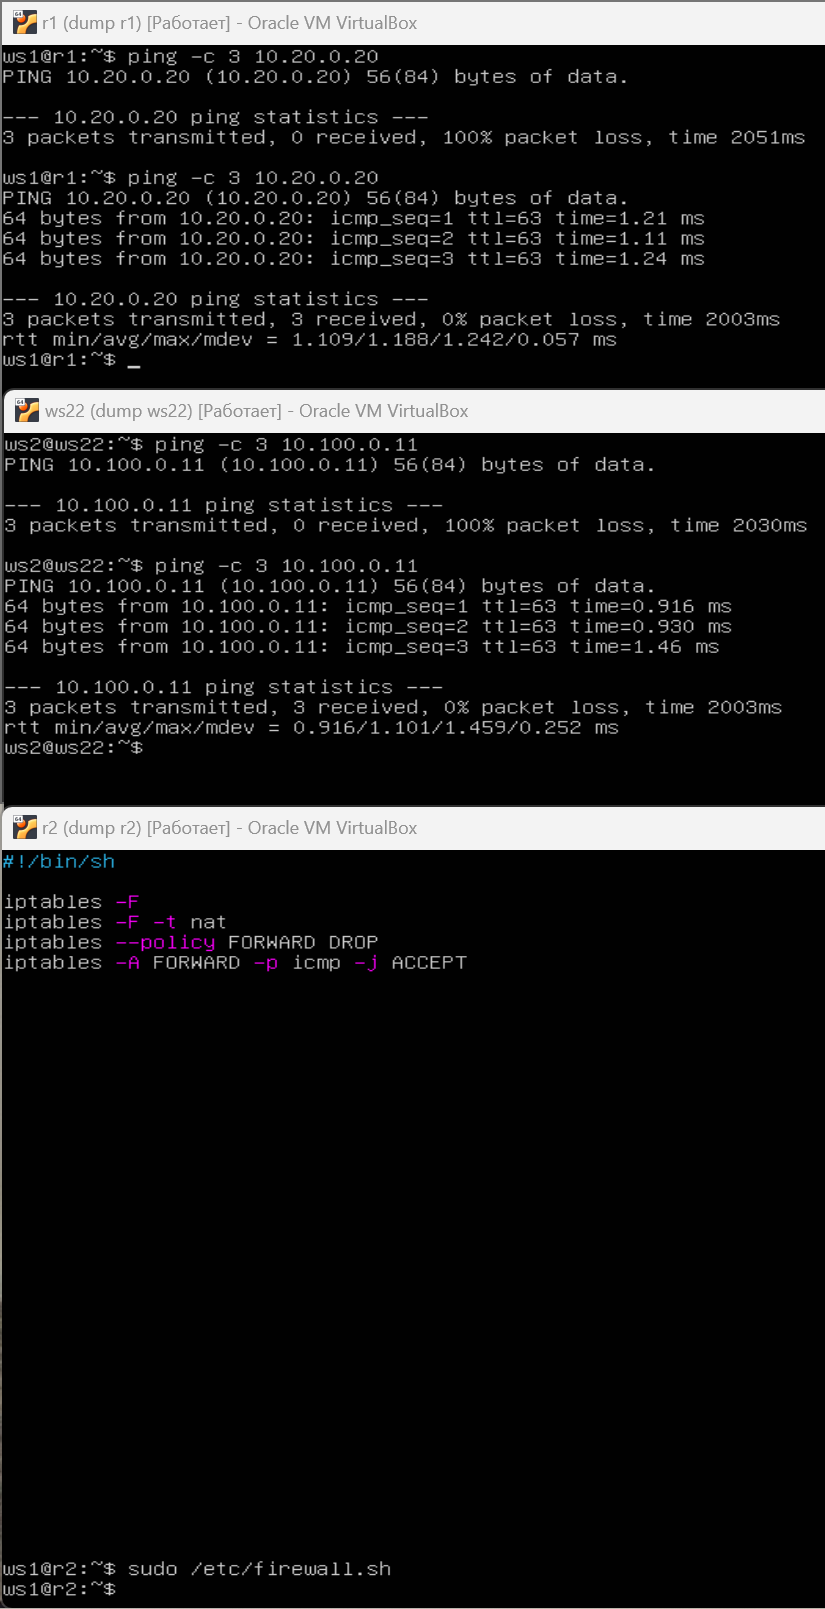 r1 (dump r1) [Работает] - Oracle VM VirtualBox
ws1@r1:~$ ping -c 3 10.20.0.20
PING 10.20.0.20 (10.20.0.20) 56(84) bytes of data.
--- 10.20.0.20 ping statistics ---
3 packets transmitted, 0 received, 100% packet loss, time 2051ms
ws1@r1:~$ ping -c 3 10.20.0.20
PING 10.20.0.20 (10.20.0.20) 56(84) bytes of data.
64 bytes from 10.20.0.20: icmp_seq=1 ttl=63 time=1.21 ms
64 bytes from 10.20.0.20: icmp_seq=2 ttl=63 time=1.11 ms
64 bytes from 10.20.0.20: icmp_seq=3 ttl=63 time=1.24 ms
--- 10.20.0.20 ping statistics ---
3 packets transmitted, 3 received, 0% packet loss, time 2003ms
rtt min/avg/max/mdev = 1.109/1.188/1.242/0.057 ms
ws1@r1:~$ _
ws22 (dump ws22) [Работает] - Oracle VM VirtualBox
ws2@ws22:~$ ping -c 3 10.100.0.11
PING 10.100.0.11 (10.100.0.11) 56(84) bytes of data.
--- 10.100.0.11 ping statistics ---
3 packets transmitted, 0 received, 100% packet loss, time 2030ms
ws2@ws22:~$ ping -c 3 10.100.0.11
PING 10.100.0.11 (10.100.0.11) 56(84) bytes of data.
64 bytes from 10.100.0.11: icmp_seq=1 ttl=63 time=0.916 ms
64 bytes from 10.100.0.11: icmp_seq=2 ttl=63 time=0.930 ms
64 bytes from 10.100.0.11: icmp_seq=3 ttl=63 time=1.46 ms
--- 10.100.0.11 ping statistics ---
3 packets transmitted, 3 received, 0% packet loss, time 2003ms
rtt min/avg/max/mdev = 0.916/1.101/1.459/0.252 ms
ws2@ws22:~$
r2 (dump r2) [Работает] - Oracle VM VirtualBox
#!/bin/sh
iptables -F
iptables -F -t nat
iptables --policy FORWARD DROP
iptables -A FORWARD -p icmp -j ACCEPT
ws1@r2:~$ sudo /etc/firewall.sh
ws1@r2:~$